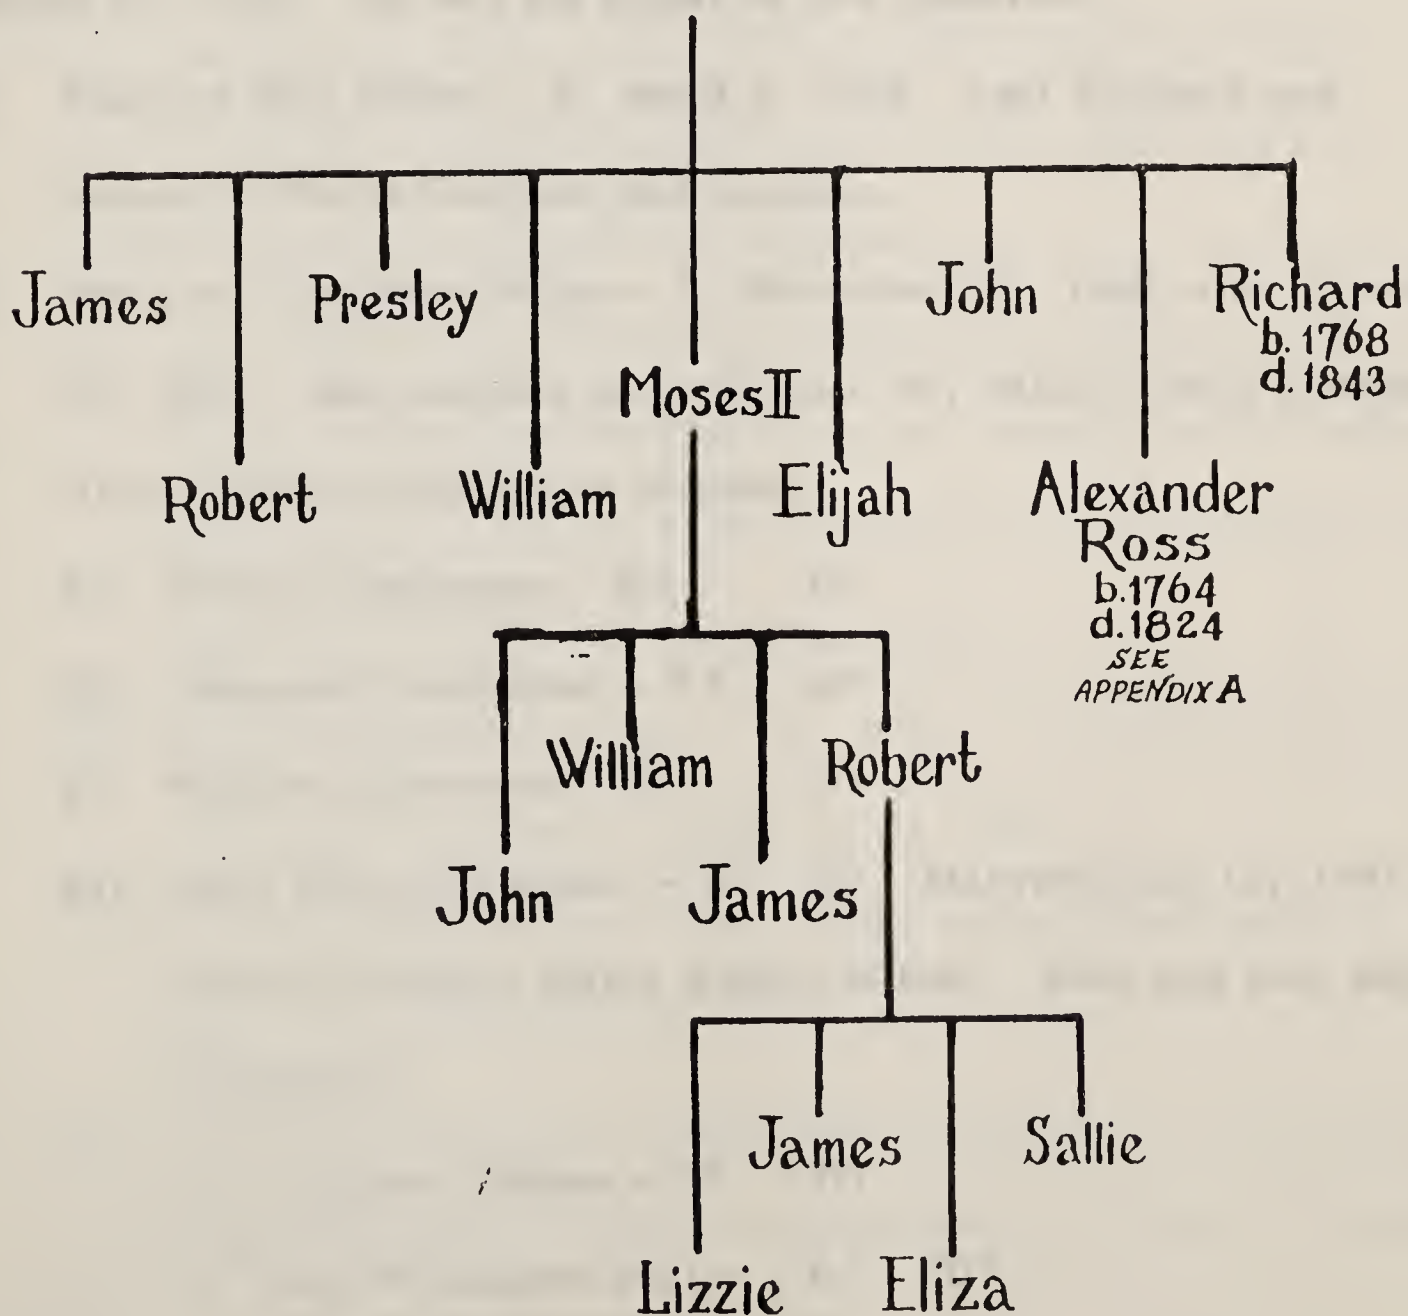 James
Presley
John
Richard
b. 1768
d. 1843
Moses II
Robert
William
Elijah
Alexander
Ross
b. 1764
d. 1824
SEE
APPENDIX A
William
Robert
John
James
James
Sallie
Lizzie
Eliza